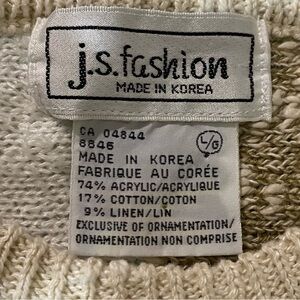 j.s.fashion
MADE IN KOREA
CA 04844
8846 L/G
MADE IN KOREA
FABRIQUE AU CORÉE
74% ACRYLIC/ACRYLIQUE
17% COTTON/COTON
9% LINEN/LIN
EXCLUSIVE OF ORNAMENTATION/
ORNAMENTATION NON COMPRISE